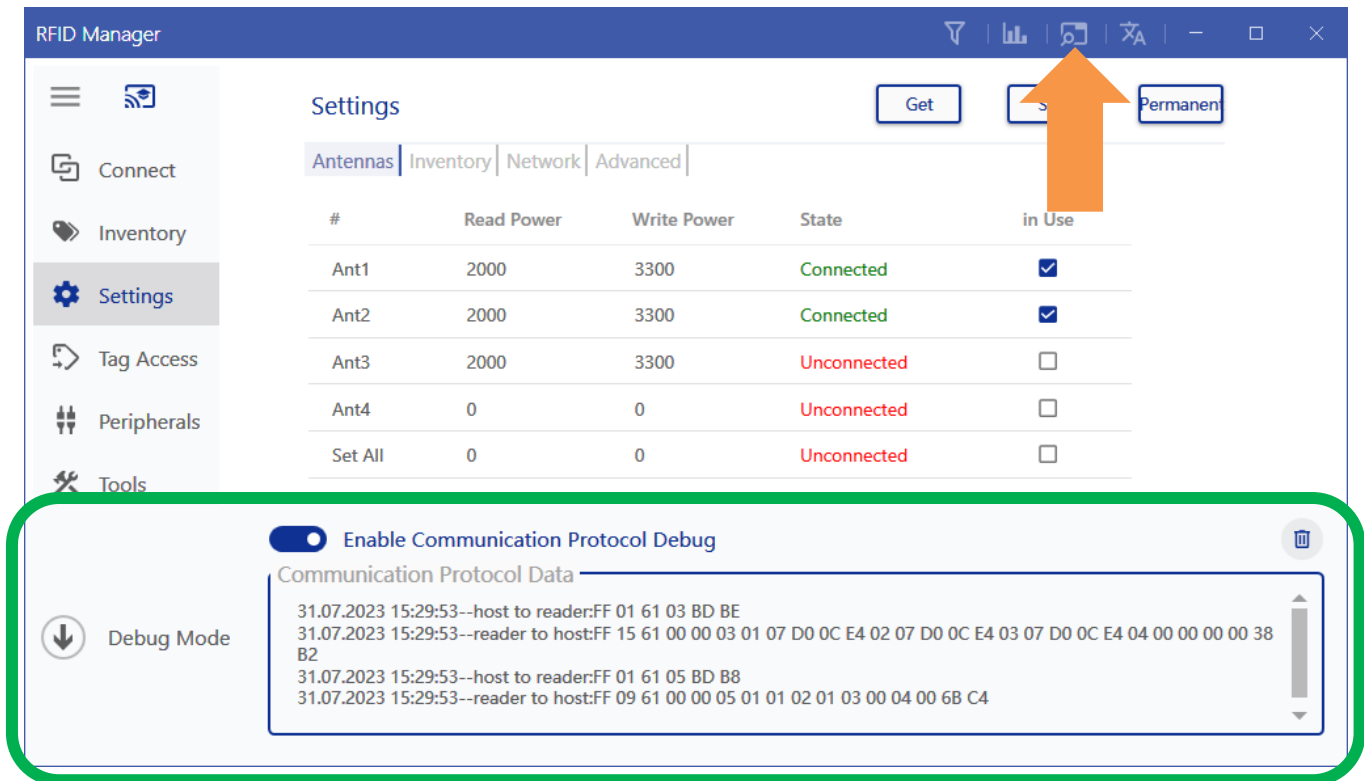 RFID Manager
Settings
Get
Permanen
Connect
Inventory
Settings
Tag Access
Peripherals
Tools
Antennas Inventory Network Advanced
# Read Power Write Power State in Use
Ant1 2000 3300 Connected
Ant2 2000 3300 Connected
Ant3 2000 3300 Unconnected
Ant4 0 0 Unconnected
Set All 0 0 Unconnected
Enable Communication Protocol Debug
Communication Protocol Data
Debug Mode
31.07.2023 15:29:53--host to reader:FF 01 61 03 BD BE
31.07.2023 15:29:53--reader to host:FF 15 61 00 00 03 01 07 D0 0C E4 02 07 D0 0C E4 03 07 D0 0C E4 04 00 00 00 00 38
B2
31.07.2023 15:29:53--host to reader:FF 01 61 05 BD B8
31.07.2023 15:29:53--reader to host:FF 09 61 00 00 05 01 01 02 01 03 00 04 00 6B C4